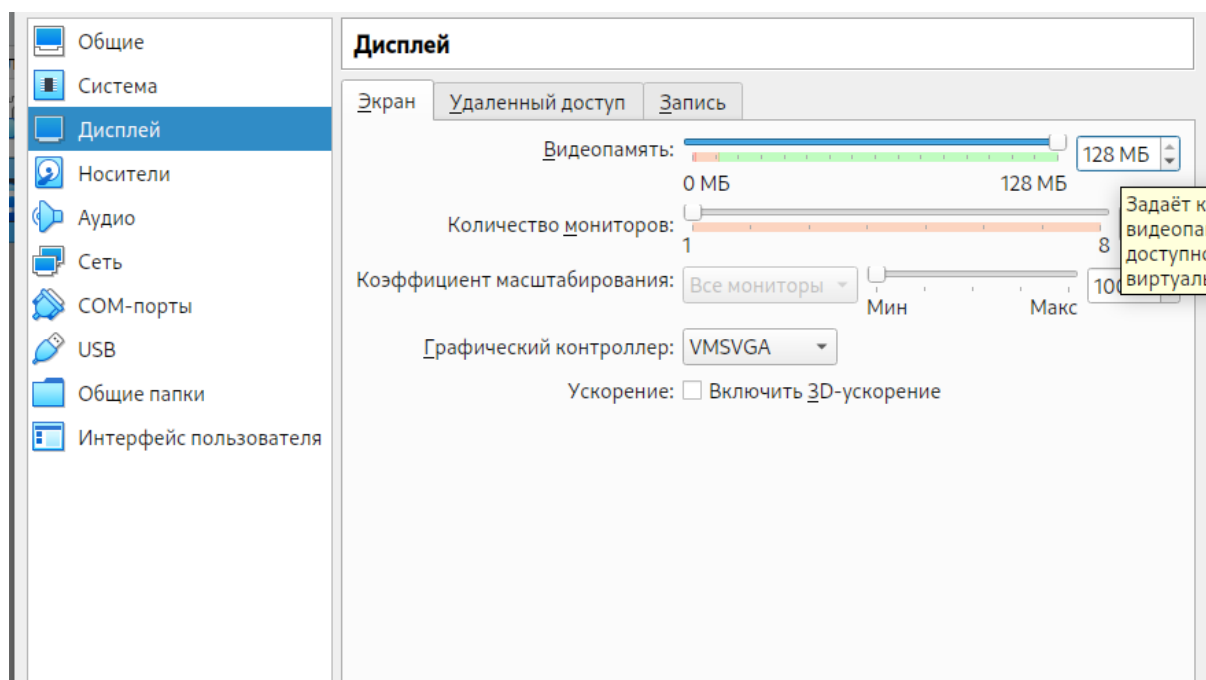 Общие
Система
Дисплей
Носители
Аудио
Сеть
COM-порты
USB
Общие папки
Интерфейс пользователя
Дисплей
Экран Удаленный доступ Запись
Видеопамять: 128 МБ
0 МБ 128 МБ
Количество мониторов:
1 8
Коэффициент масштабирования: Все мониторы
Мин Макс
Графический контроллер: VMSVGA
Ускорение: Включить 3D-ускорение
Задаёт